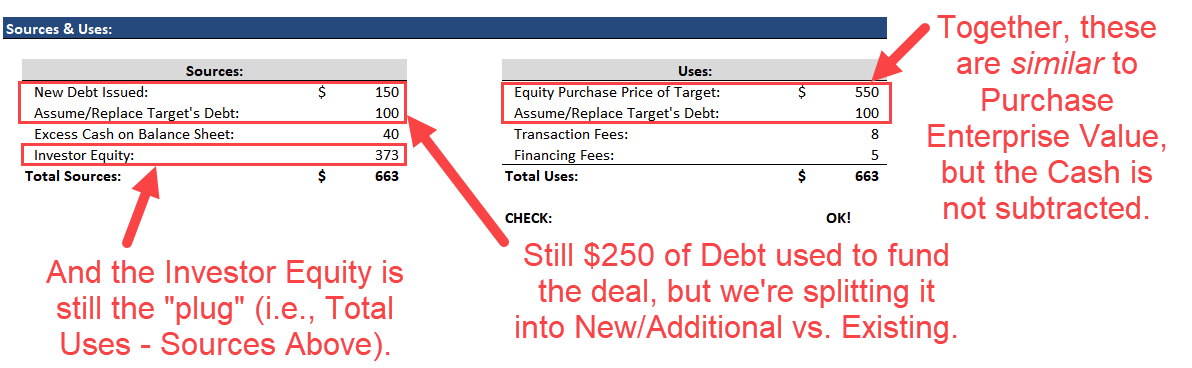 Sources & Uses:
Sources:
New Debt Issued: $ 150
Assume/Replace Target's Debt: 100
Excess Cash on Balance Sheet: 40
Investor Equity: 373
Total Sources: $ 663
Uses:
Equity Purchase Price of Target: $ 550
Assume/Replace Target's Debt: 100
Transaction Fees: 8
Financing Fees: 5
Total Uses: $ 663
CHECK: OK!
Together, these
are similar to
Purchase
Enterprise Value,
but the Cash is
not subtracted.
And the Investor Equity is
still the "plug" (i.e., Total
Uses - Sources Above).
Still $250 of Debt used to fund
the deal, but we're splitting it
into New/Additional vs. Existing.